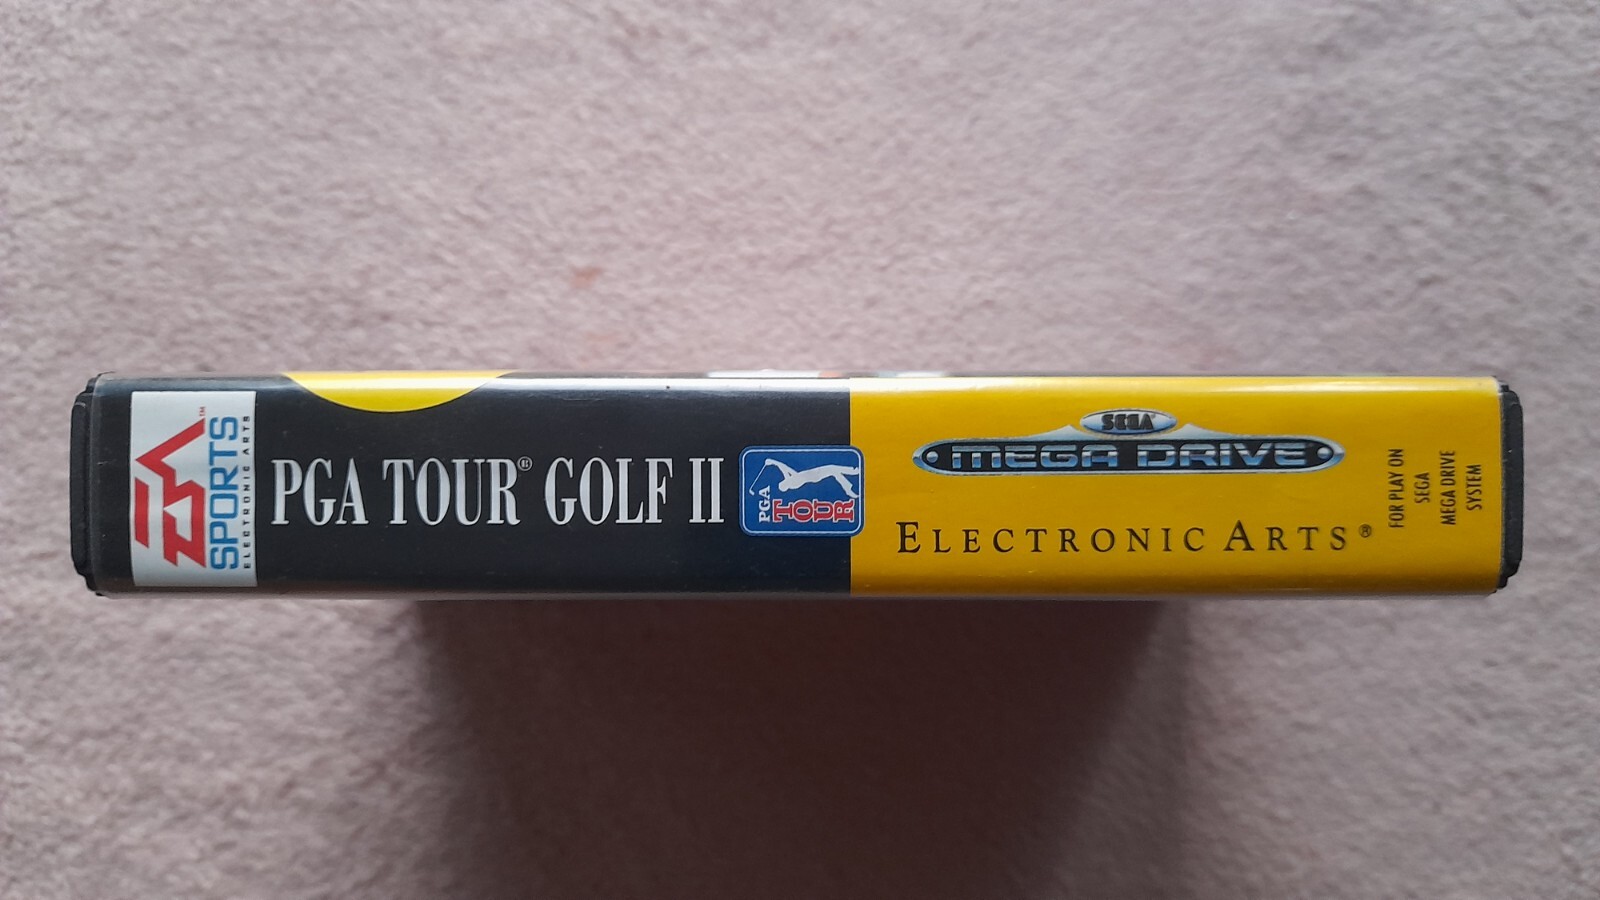 EA™
SPORTS
ELECTRONIC ARTS
PGA TOUR® GOLF II
PGA
TOUR
SEGA
MEGA DRIVE
ELECTRONIC ARTS®
FOR PLAY ON
SEGA
MEGA DRIVE
SYSTEM